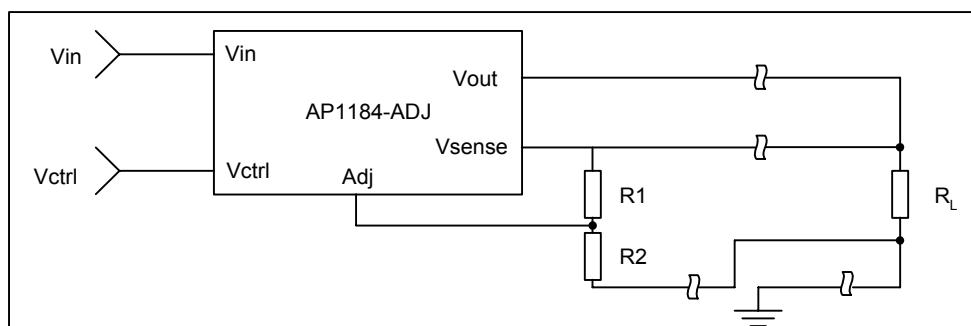 Vin
Vin
Vout
AP1184-ADJ
Vsense
Vctrl
Vctrl
Adj
R1
RL
R2